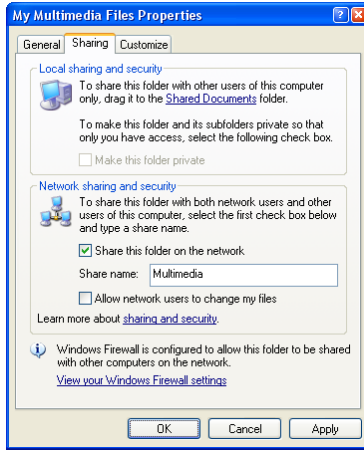 My Multimedia Files Properties
General Sharing Customize
Local sharing and security
To share this folder with other users of this computer
only, drag it to the Shared Documents folder.
To make this folder and its subfolders private so that
only you have access, select the following check box.
Make this folder private
Network sharing and security
To share this folder with both network users and other
users of this computer, select the first check box below
and type a share name.
Share this folder on the network
Share name: Multimedia
Allow network users to change my files
Learn more about sharing and security.
Windows Firewall is configured to allow this folder to be shared
with other computers on the network.
View your Windows Firewall settings
OK Cancel Apply